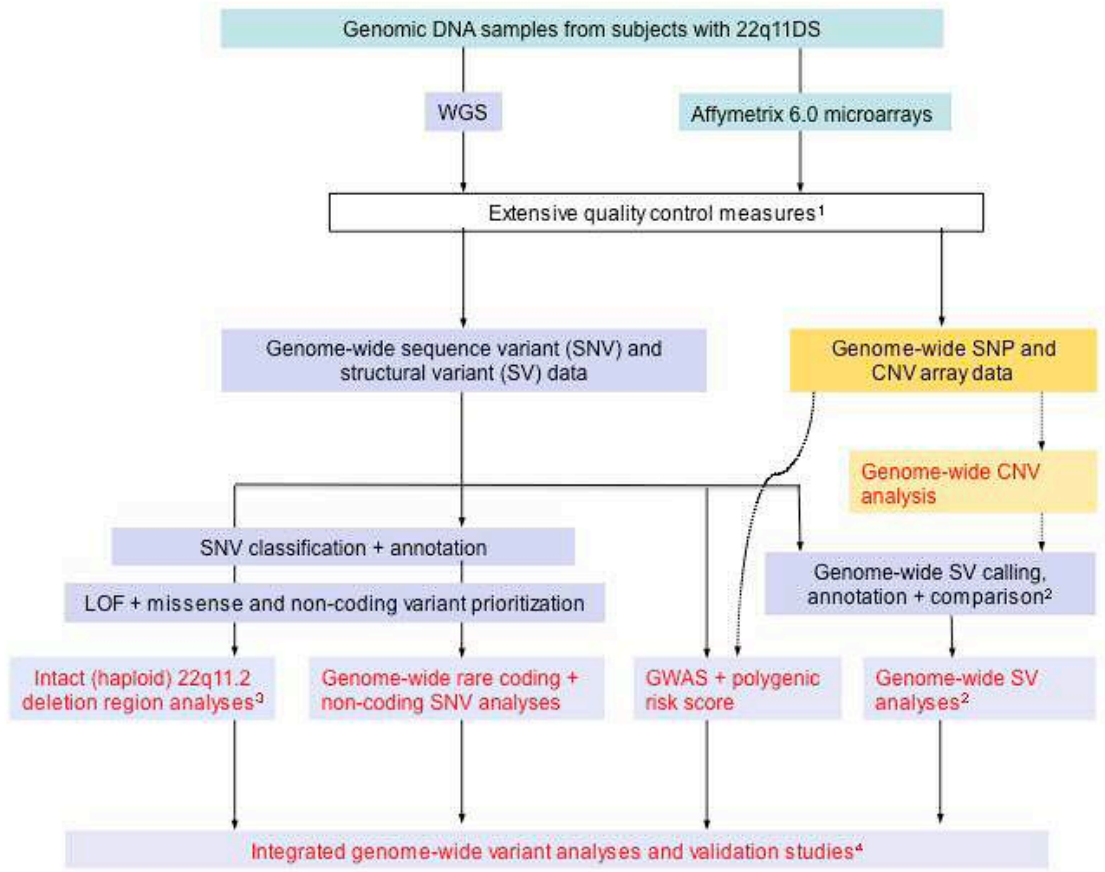 Genomic DNA samples from subjects with 22q11DS
WGS
Affymetrix 6.0 microarrays
Extensive quality control measures¹
Genome-wide sequence variant (SNV) and
structural variant (SV) data
Genome-wide SNP and
CNV array data
Genome-wide CNV
analysis
SNV classification + annotation
Genome-wide SV calling,
annotation + comparison²
LOF + missense and non-coding variant prioritization
Intact (haploid) 22q11.2
deletion region analyses³
Genome-wide rare coding +
non-coding SNV analyses
GWAS + polygenic
risk score
Genome-wide SV
analyses²
Integrated genome-wide variant analyses and validation studies⁴